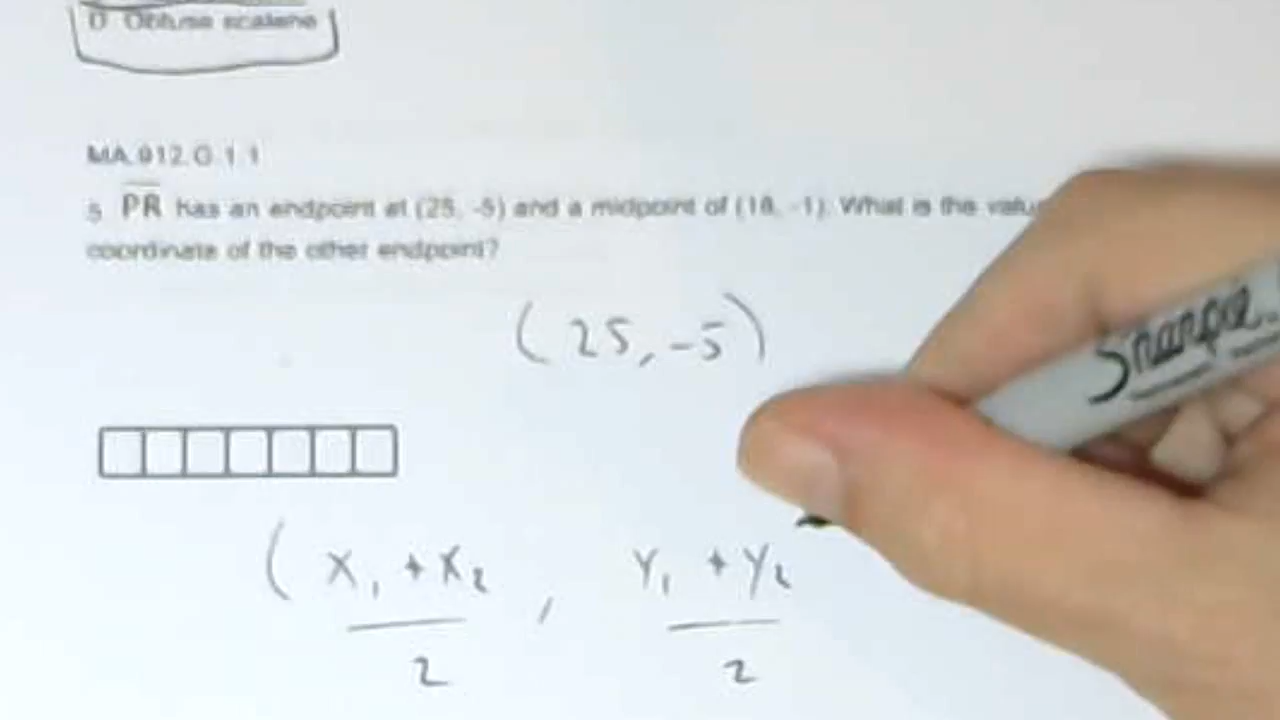 D Obtuse scalene
MA.912.G.1.1
5. PR has an endpoint at (25, -5) and a midpoint of (18, -1). What is the
coordinate of the other endpoint?
(25, -5)
Sharpie.
( X₁ + X₂ , Y₁ + Y₂
2 2